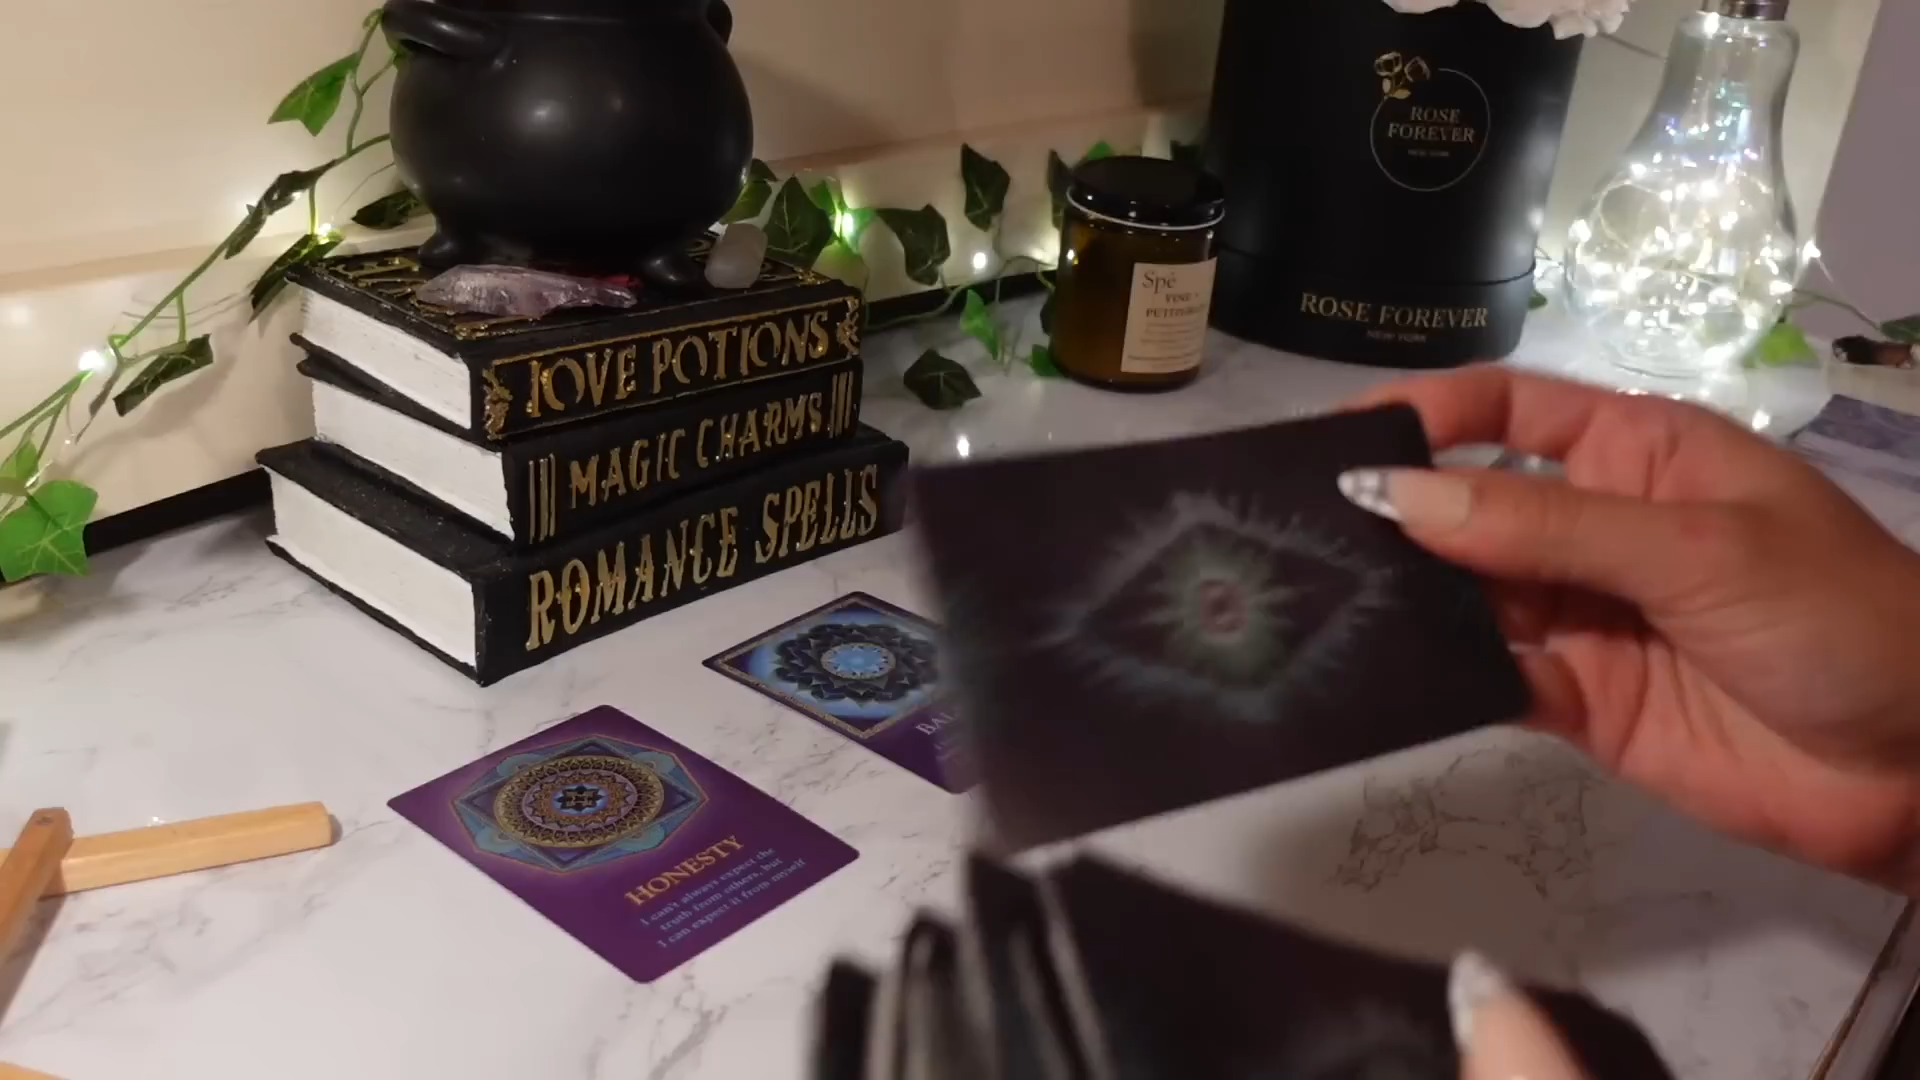 ROSE
FOREVER
NEW YORK
ROSE FOREVER
NEW YORK
Spé
VINE +
LOVE POTIONS
MAGIC CHARMS
ROMANCE SPELLS
HONESTY
I can't always expect the
truth from others, but
I can expect it from myself